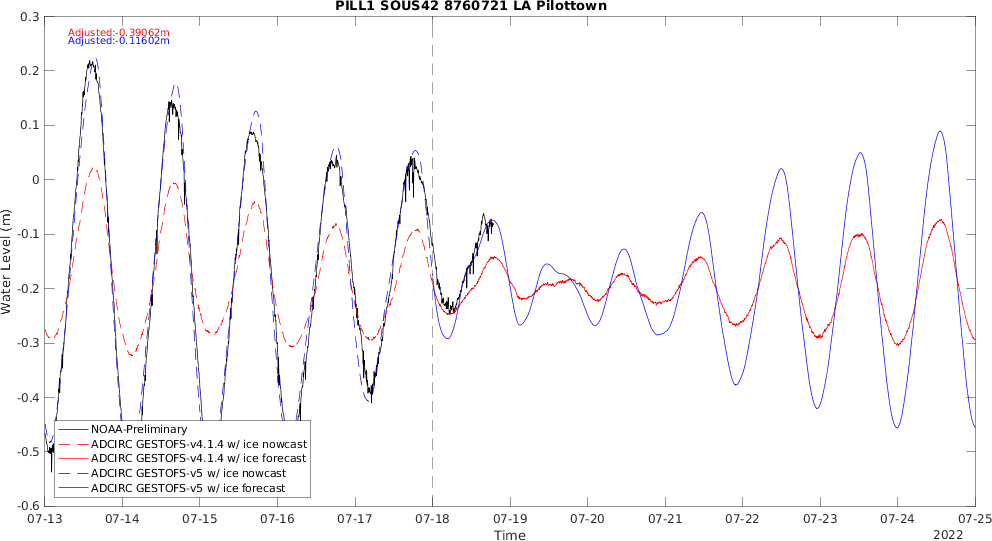 PILL1 SOUS42 8760721 LA Pilottown
Adjusted:-0.39062m
Adjusted:-0.11602m
0.3
0.2
0.1
0
-0.1
-0.2
-0.3
-0.4
-0.5
-0.6
Water Level (m)
NOAA-Preliminary
ADCIRC GESTOFS-v4.1.4 w/ ice nowcast
ADCIRC GESTOFS-v4.1.4 w/ ice forecast
ADCIRC GESTOFS-v5 w/ ice nowcast
ADCIRC GESTOFS-v5 w/ ice forecast
07-13 07-14 07-15 07-16 07-17 07-18 07-19 07-20 07-21 07-22 07-23 07-24 07-25
Time
2022